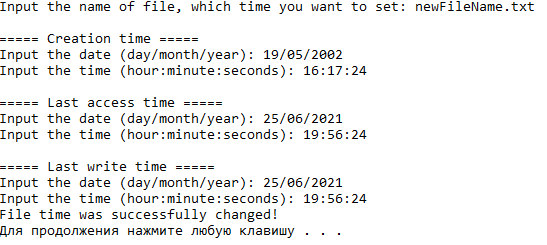 Input the name of file, which time you want to set: newFileName.txt
===== Creation time =====
Input the date (day/month/year): 19/05/2002
Input the time (hour:minute:seconds): 16:17:24
===== Last access time =====
Input the date (day/month/year): 25/06/2021
Input the time (hour:minute:seconds): 19:56:24
===== Last write time =====
Input the date (day/month/year): 25/06/2021
Input the time (hour:minute:seconds): 19:56:24
File time was successfully changed!
Для продолжения нажмите любую клавишу . . .